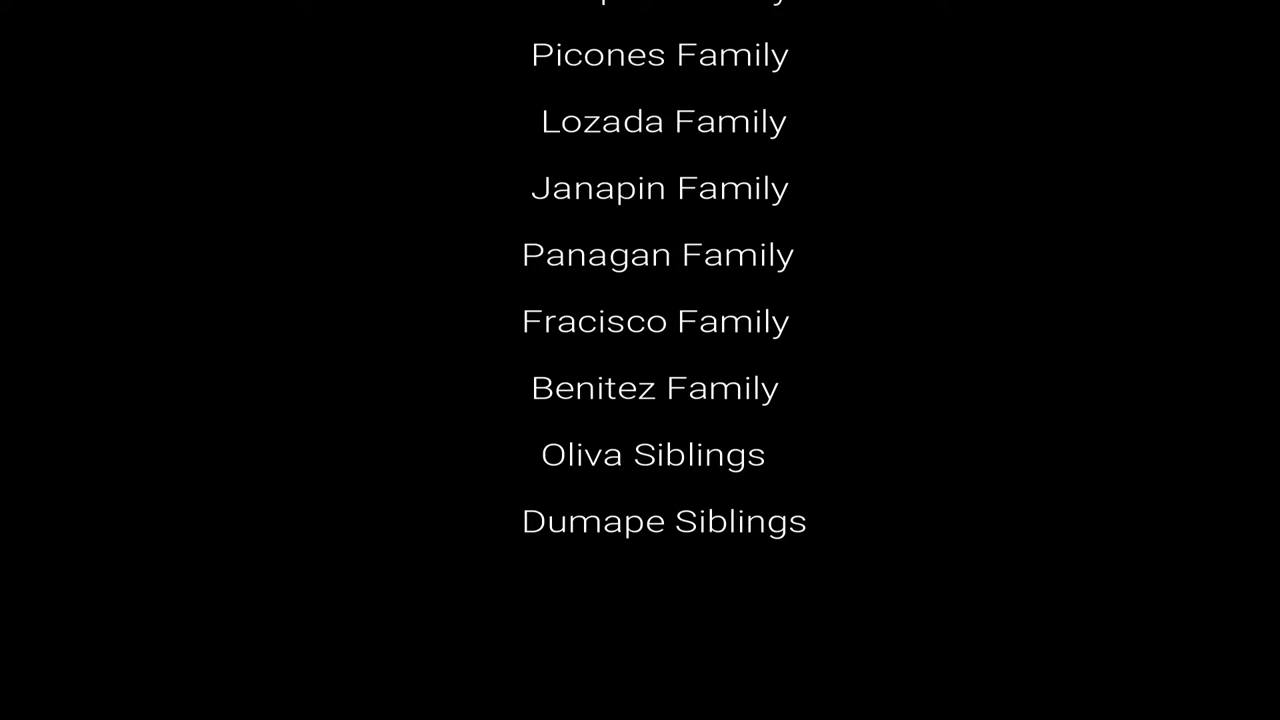 Picones Family
Lozada Family
Janapin Family
Panagan Family
Fracisco Family
Benitez Family
Oliva Siblings
Dumape Siblings